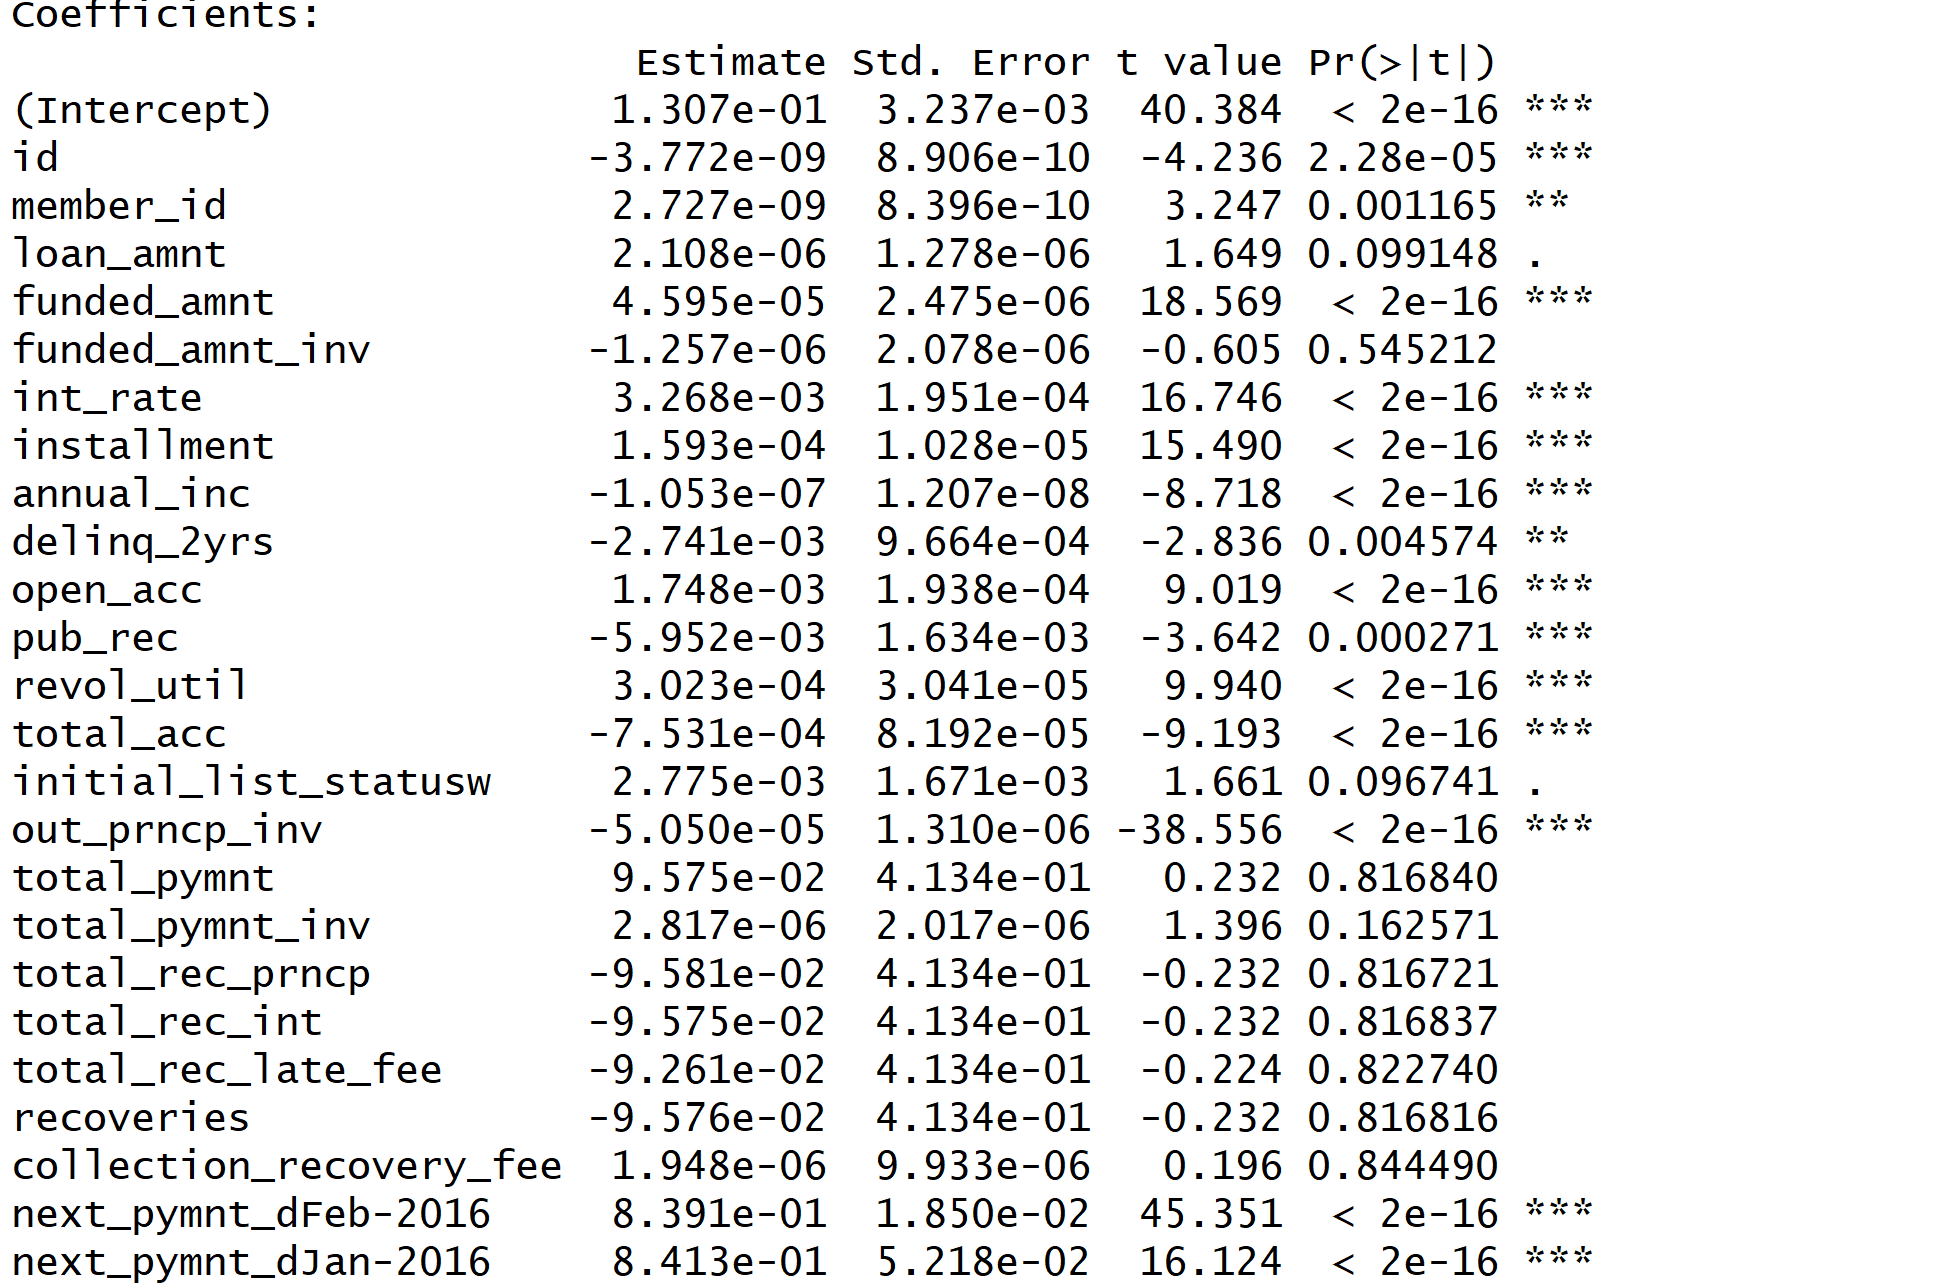 Coefficients:
Estimate Std. Error t value Pr(>|t|)
(Intercept) 1.307e-01 3.237e-03 40.384 < 2e-16 ***
id -3.772e-09 8.906e-10 -4.236 2.28e-05 ***
member_id 2.727e-09 8.396e-10 3.247 0.001165 **
loan_amnt 2.108e-06 1.278e-06 1.649 0.099148 .
funded_amnt 4.595e-05 2.475e-06 18.569 < 2e-16 ***
funded_amnt_inv -1.257e-06 2.078e-06 -0.605 0.545212
int_rate 3.268e-03 1.951e-04 16.746 < 2e-16 ***
installment 1.593e-04 1.028e-05 15.490 < 2e-16 ***
annual_inc -1.053e-07 1.207e-08 -8.718 < 2e-16 ***
delinq_2yrs -2.741e-03 9.664e-04 -2.836 0.004574 **
open_acc 1.748e-03 1.938e-04 9.019 < 2e-16 ***
pub_rec -5.952e-03 1.634e-03 -3.642 0.000271 ***
revol_util 3.023e-04 3.041e-05 9.940 < 2e-16 ***
total_acc -7.531e-04 8.192e-05 -9.193 < 2e-16 ***
initial_list_statusw 2.775e-03 1.671e-03 1.661 0.096741 .
out_prncp_inv -5.050e-05 1.310e-06 -38.556 < 2e-16 ***
total_pymnt 9.575e-02 4.134e-01 0.232 0.816840
total_pymnt_inv 2.817e-06 2.017e-06 1.396 0.162571
total_rec_prncp -9.581e-02 4.134e-01 -0.232 0.816721
total_rec_int -9.575e-02 4.134e-01 -0.232 0.816837
total_rec_late_fee -9.261e-02 4.134e-01 -0.224 0.822740
recoveries -9.576e-02 4.134e-01 -0.232 0.816816
collection_recovery_fee 1.948e-06 9.933e-06 0.196 0.844490
next_pymnt_dFeb-2016 8.391e-01 1.850e-02 45.351 < 2e-16 ***
next_pymnt_dJan-2016 8.413e-01 5.218e-02 16.124 < 2e-16 ***